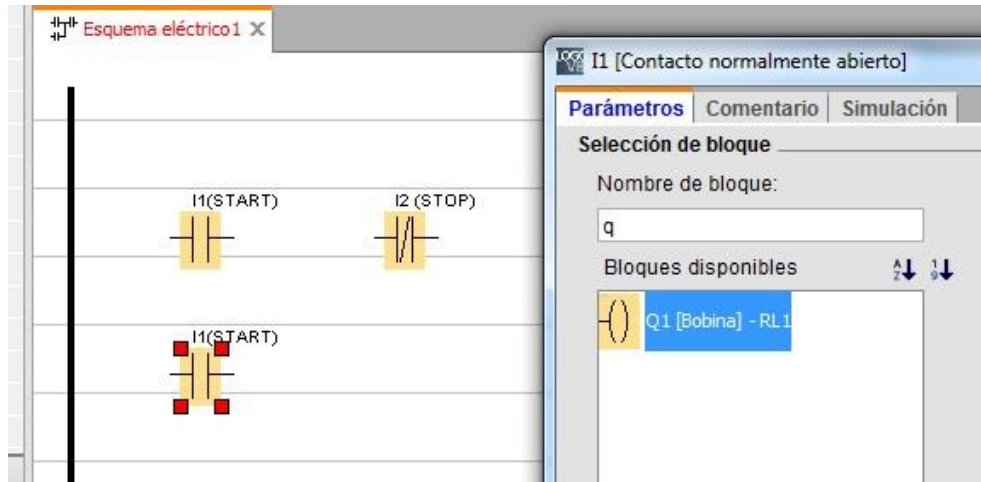 Esquema eléctrico1
I1(START)
I2 (STOP)
I1(START)
I1 [Contacto normalmente abierto]
Parámetros Comentario Simulación
Selección de bloque
Nombre de bloque:
q
Bloques disponibles
Q1 [Bobina] - RL1